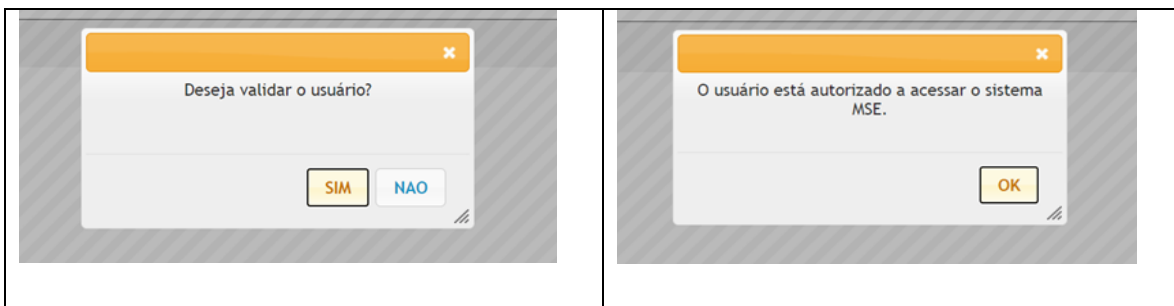 Deseja validar o usuário?
SIM
NAO
O usuário está autorizado a acessar o sistema
MSE.
OK